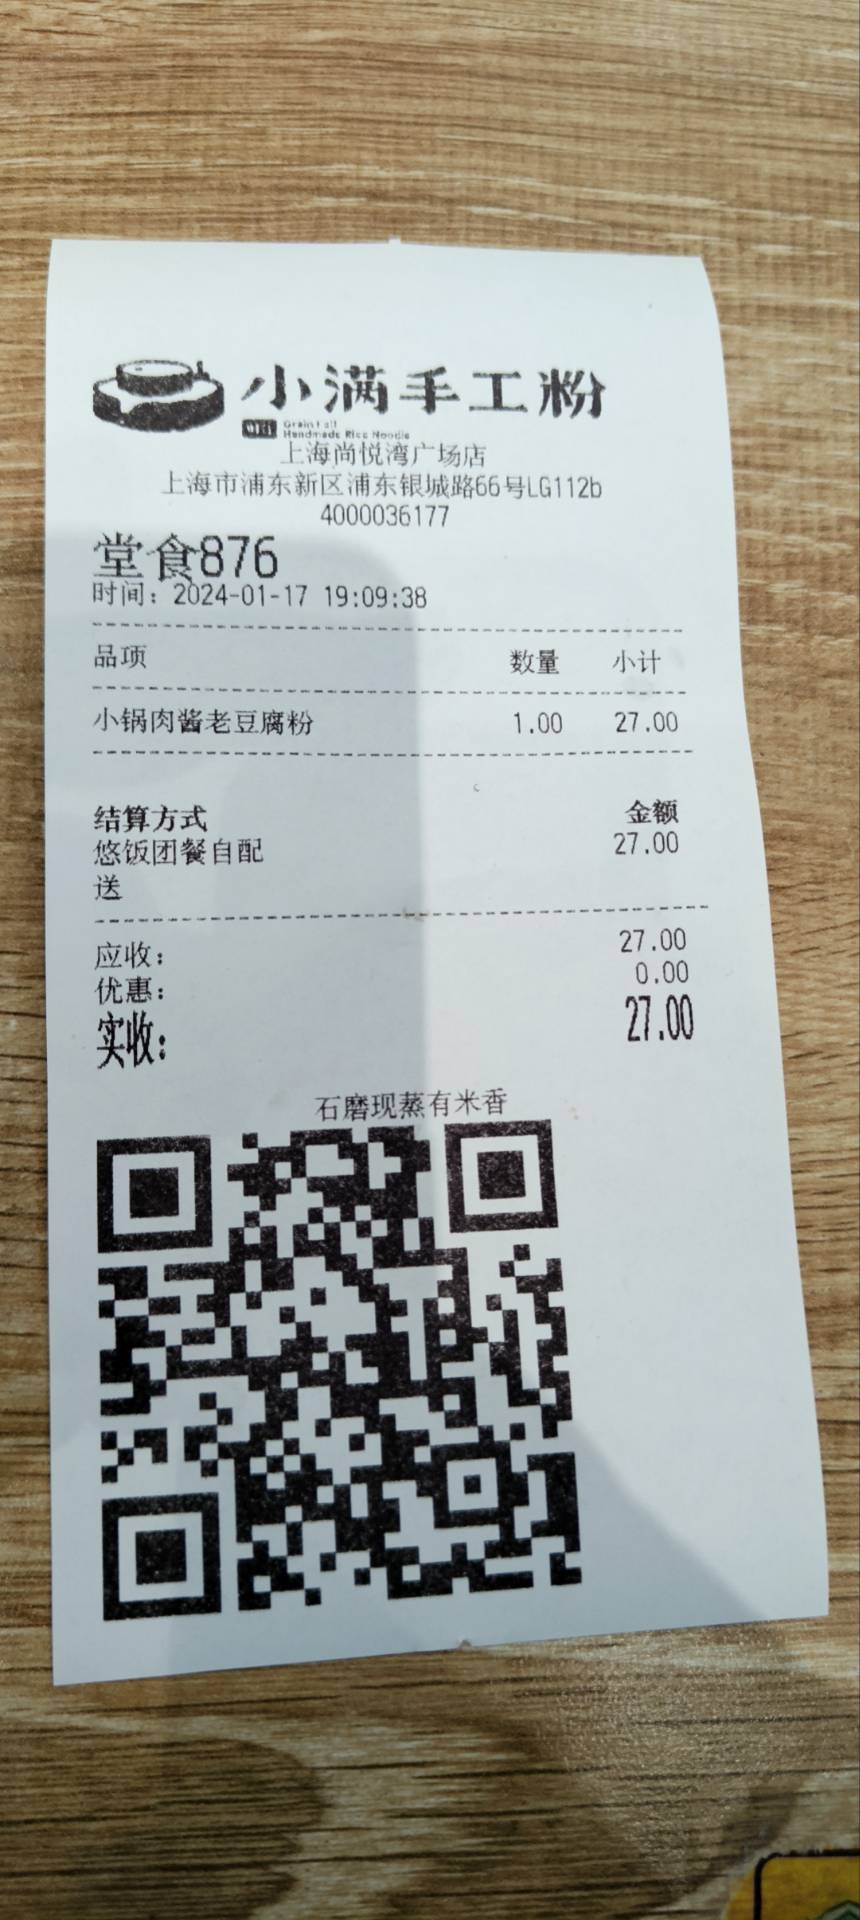 小满手工粉
Grain Full
Handmade Rice Noodle
上海尚悦湾广场店
上海市浦东新区浦东银城路66号LG112b
4000036177
堂食876
时间：2024-01-17 19:09:38
品项 数量 小计
小锅肉酱老豆腐粉 1.00 27.00
结算方式 金额
悠饭团餐自配 27.00
送
应收： 27.00
优惠： 0.00
实收： 27.00
石磨现蒸有米香